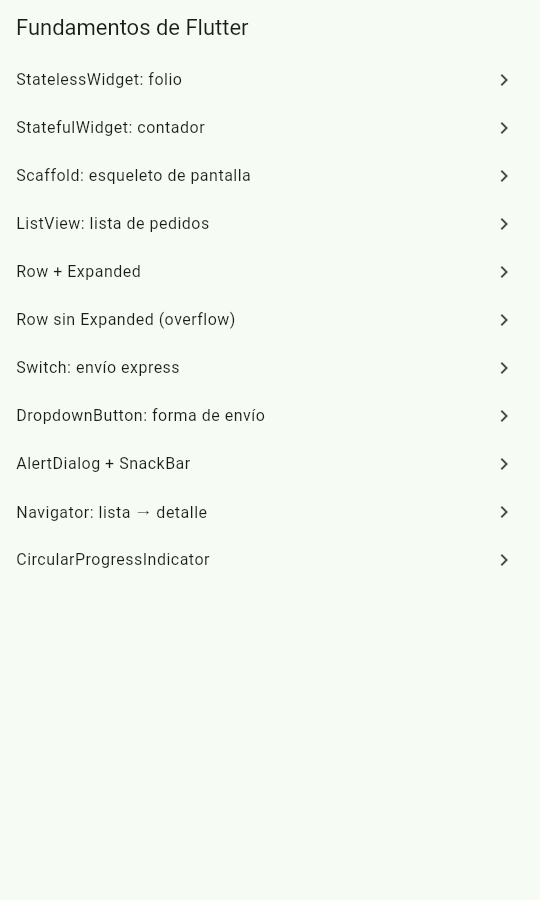 Fundamentos de Flutter
StatelessWidget: folio
StatefulWidget: contador
Scaffold: esqueleto de pantalla
ListView: lista de pedidos
Row + Expanded
Row sin Expanded (overflow)
Switch: envío express
DropdownButton: forma de envío
AlertDialog + SnackBar
Navigator: lista → detalle
CircularProgressIndicator